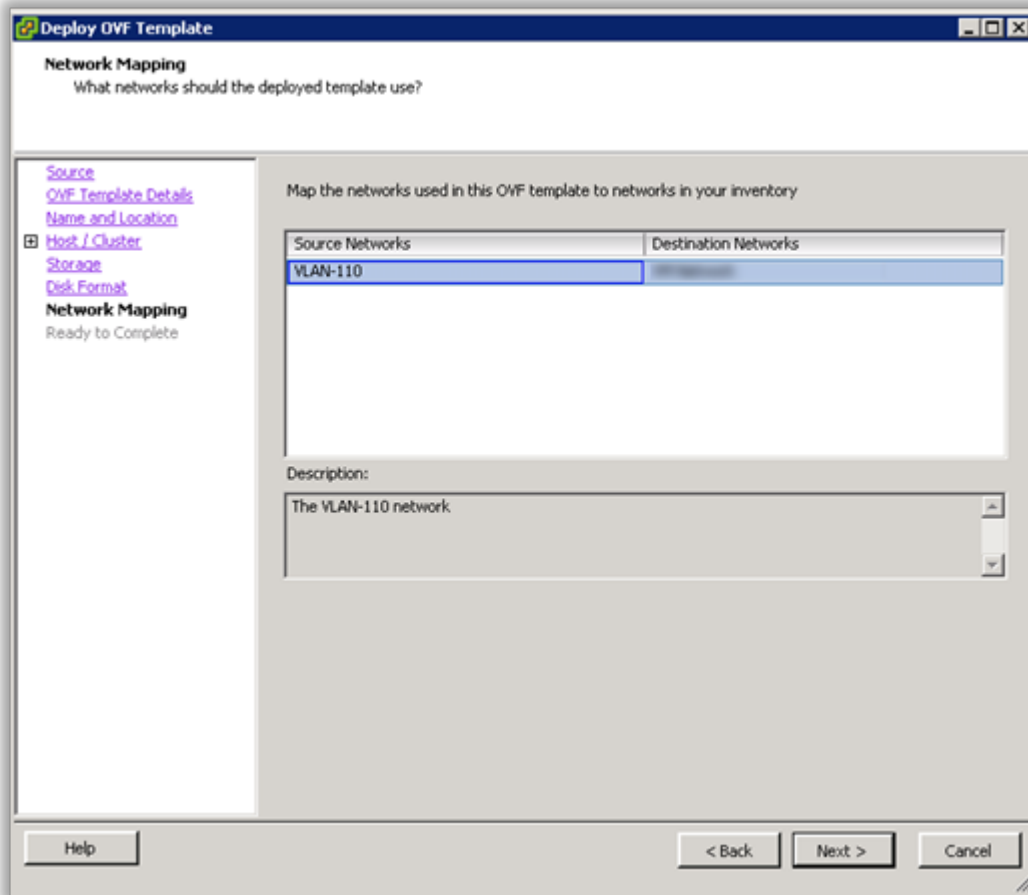 Deploy OVF Template
Network Mapping
What networks should the deployed template use?
Source
OVF Template Details
Name and Location
Host / Cluster
Storage
Disk Format
Network Mapping
Ready to Complete
Map the networks used in this OVF template to networks in your inventory
Source Networks Destination Networks
VLAN-110
Description:
The VLAN-110 network
Help < Back Next > Cancel